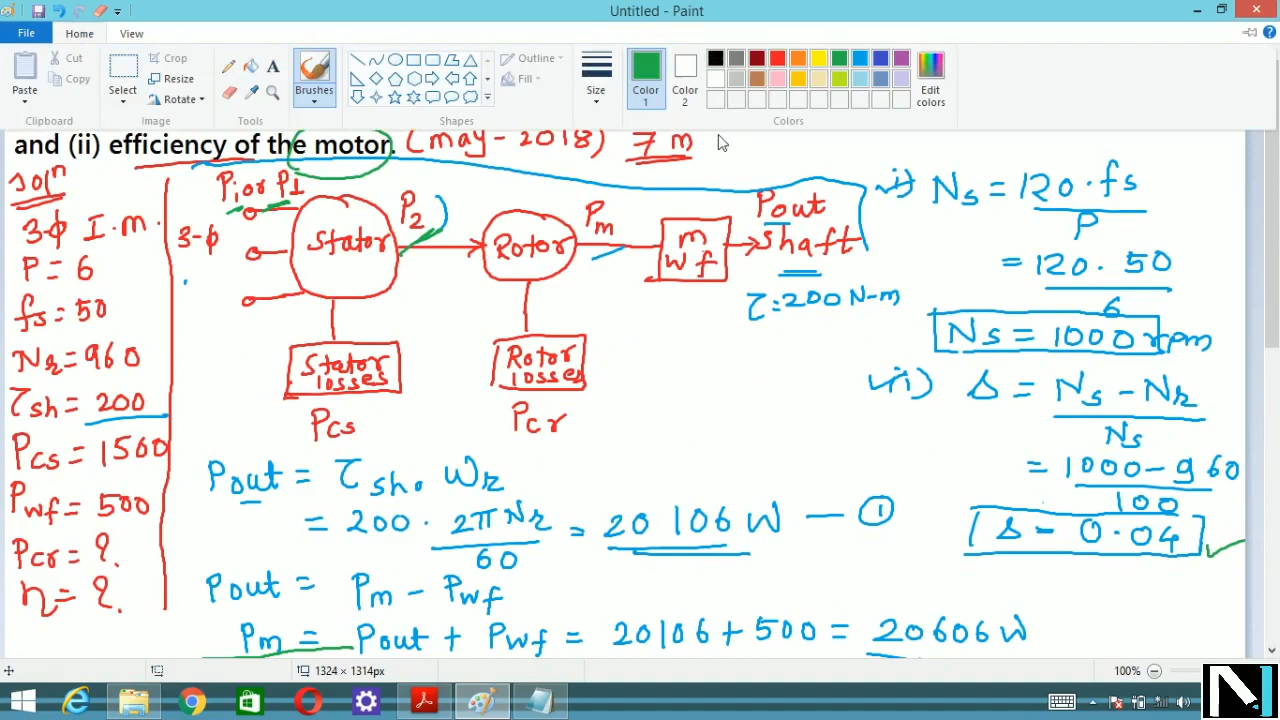 Untitled - Paint
File
Home
View
Paste
Cut
Copy
Clipboard
Select
Crop
Resize
Rotate
Image
Tools
Brushes
Outline
Fill
Shapes
Size
Color 1
Color 2
Edit colors
Colors
and (ii) efficiency of the motor. (may - 2018) 7 m
soln
3-φ I.m.
P = 6
fs = 50
Nr = 960
τsh = 200
Pcs = 1500
Pwf = 500
Pcr = ?.
η = ?.
Pi or P1
3-φ
Stator
P2
Rotor
Pm
m wf
Pout
shaft
τ = 200 N-m
Stator losses
Pcs
Rotor losses
Pcr
Pout = τsh. ωr
= 200 . 2πNr / 60 = 20106 W — ①
Pout = Pm - Pwf
Pm = Pout + Pwf = 20106 + 500 = 20606 W
i) Ns = 120.fs / P
= 120. 50 / 6
Ns = 1000 rpm
ii) s = Ns - Nr / Ns
= 1000 - 960 / 100
s = 0.04
1324 × 1314px
100%
N